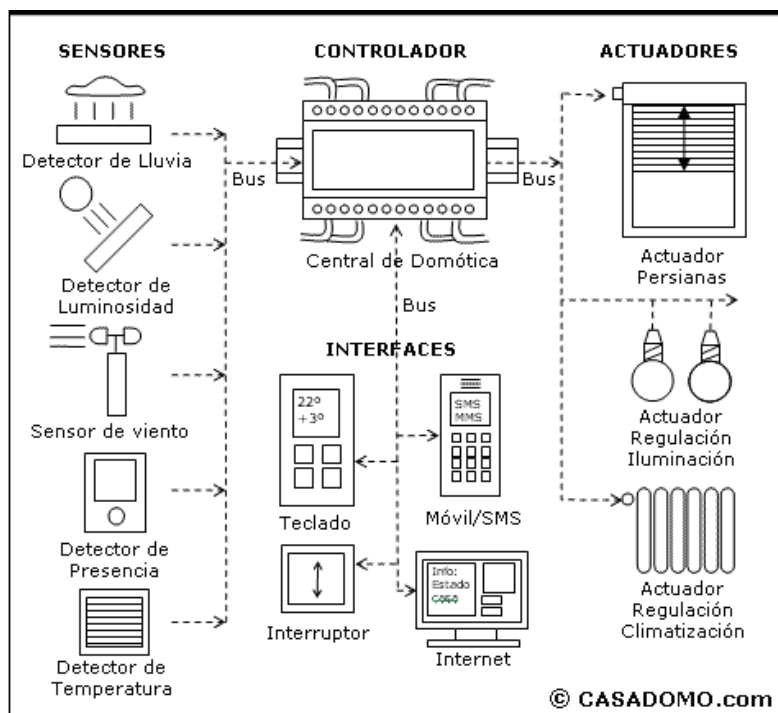 SENSORES
Detector de Lluvia
Detector de
Luminosidad
Sensor de viento
Detector de
Presencia
Detector de
Temperatura
CONTROLADOR
Bus
Bus
Central de Domótica
Bus
INTERFACES
22º
+3º
Teclado
SMS
MMS
Móvil/SMS
Interruptor
Info:
Estado
casa
Internet
ACTUADORES
Actuador
Persianas
Actuador
Regulación
Iluminación
Actuador
Regulación
Climatización
© CASADOMO.com